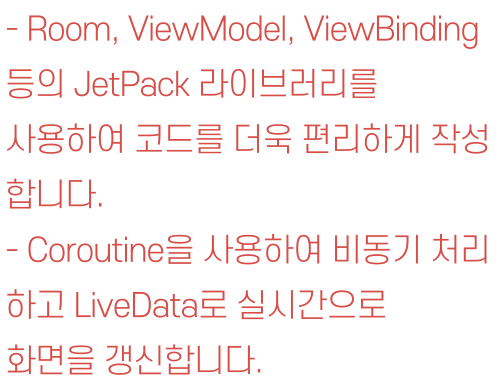 - Room, ViewModel, ViewBinding
등의 JetPack 라이브러리를
사용하여 코드를 더욱 편리하게 작성
합니다.
- Coroutine을 사용하여 비동기 처리
하고 LiveData로 실시간으로
화면을 갱신합니다.